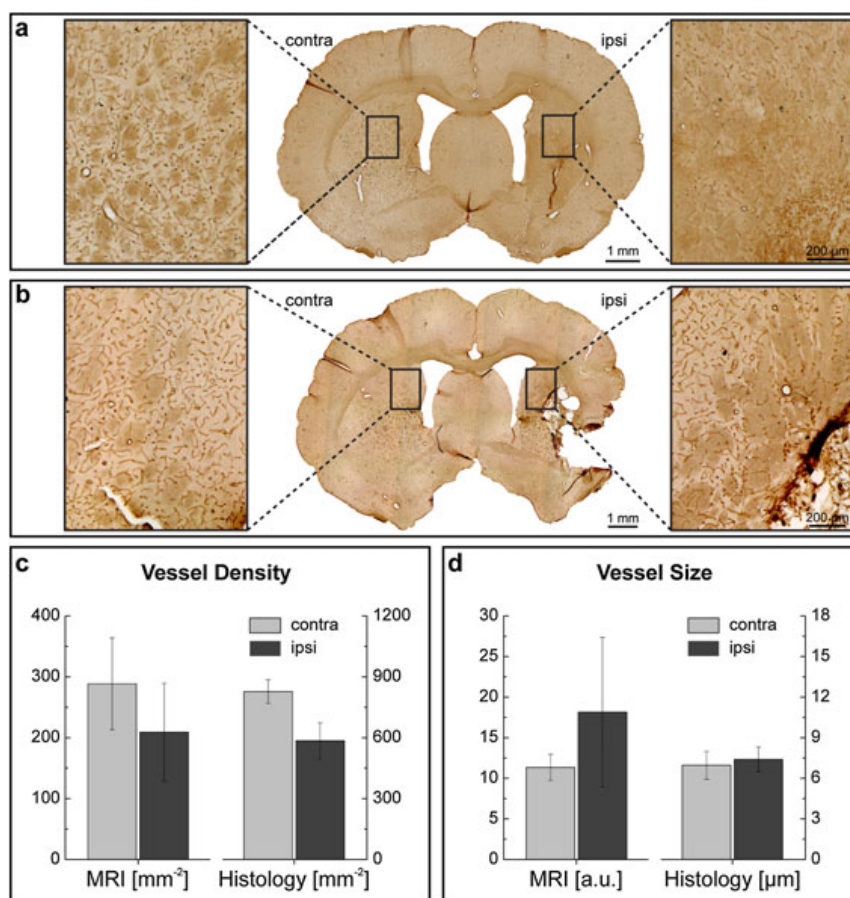 a
contra
ipsi
1 mm
200 µm
b
contra
ipsi
1 mm
200 µm
c
Vessel Density
400
300
200
100
0
1200
900
600
300
0
contra
ipsi
MRI [mm-2]
Histology [mm-2]
d
Vessel Size
30
25
20
15
10
5
0
18
15
12
9
6
3
0
contra
ipsi
MRI [a.u.]
Histology [µm]